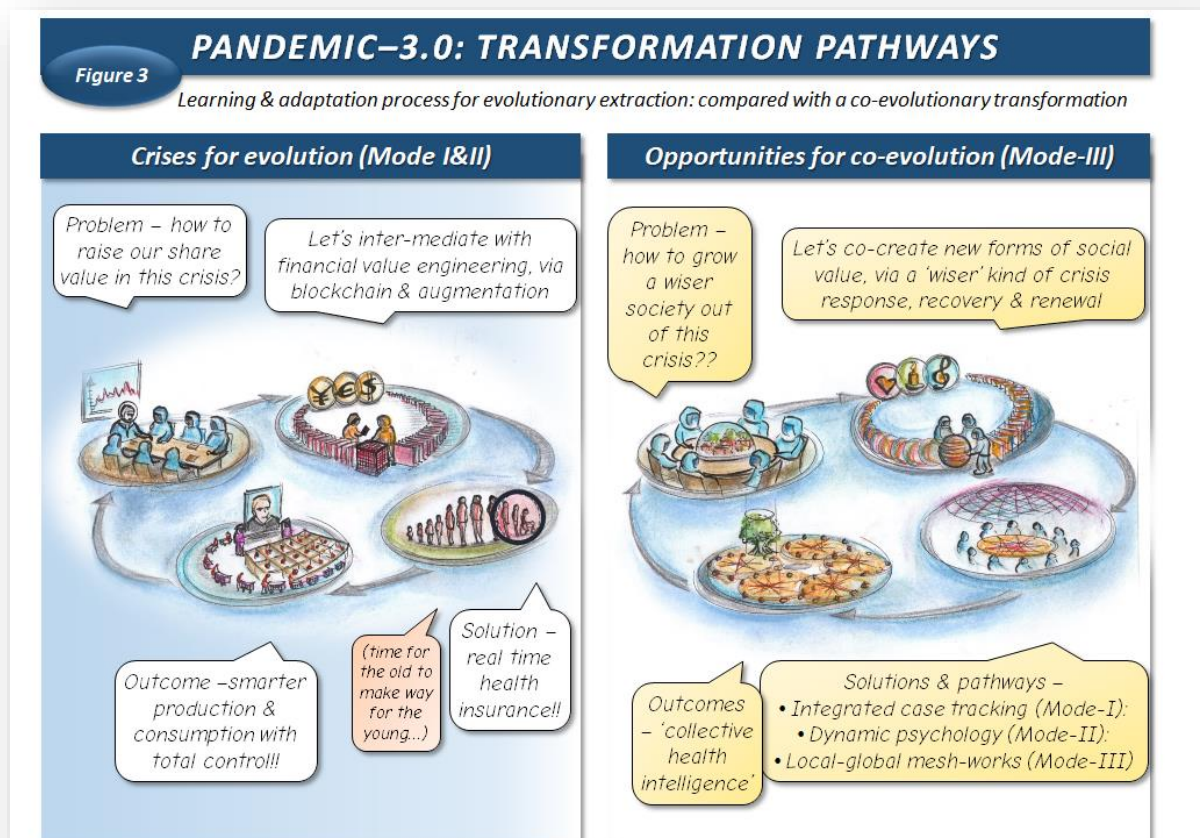 PANDEMIC–3.0: TRANSFORMATION PATHWAYS
Figure 3
Learning & adaptation process for evolutionary extraction: compared with a co-evolutionary transformation
Crises for evolution (Mode I&II)
Problem – how to
raise our share
value in this crisis?
Let's inter-mediate with
financial value engineering, via
blockchain & augmentation
¥ € $
Solution –
real time
health
insurance!!
(time for
the old to
make way
for the
young...)
Outcome –smarter
production &
consumption with
total control!!!
Opportunities for co-evolution (Mode-III)
Problem –
how to grow
a wiser
society out
of this
crisis??
Let's co-create new forms of social
value, via a 'wiser' kind of crisis
response, recovery & renewal
Solutions & pathways –
• Integrated case tracking (Mode-I):
• Dynamic psychology (Mode-II):
• Local-global mesh-works (Mode-III)
Outcomes
– 'collective
health
intelligence'